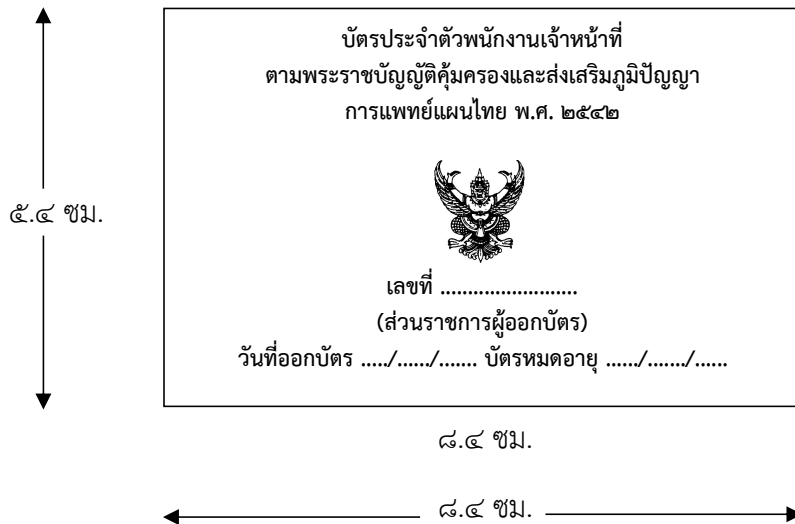 บัตรประจำตัวพนักงานเจ้าหน้าที่
ตามพระราชบัญญัติคุ้มครองและส่งเสริมภูมิปัญญา
การแพทย์แผนไทย พ.ศ. ๒๕๔๒
๕.๔ ซม.
เลขที่ .........................
(ส่วนราชการผู้ออกบัตร)
วันที่ออกบัตร ...../....../....... บัตรหมดอายุ ....../......./......
๘.๔ ซม.
๘.๔ ซม.